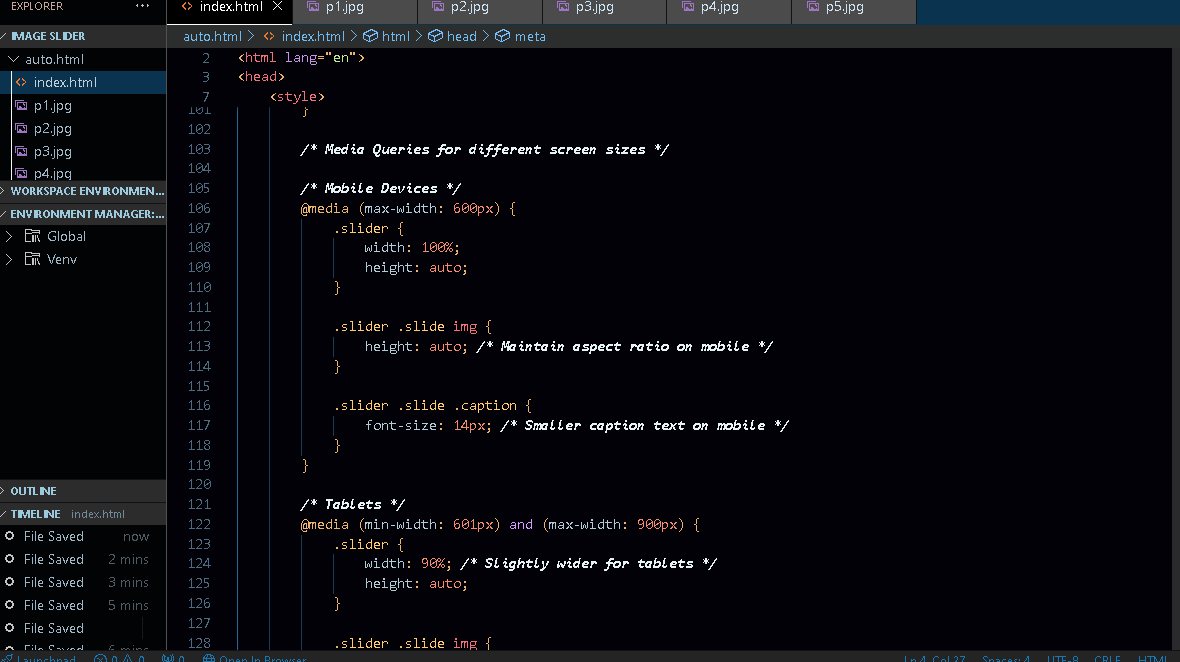 EXPLORER ...
index.html p1.jpg p2.jpg p3.jpg p4.jpg p5.jpg
IMAGE SLIDER
auto.html
index.html
p1.jpg
p2.jpg
p3.jpg
p4.jpg
WORKSPACE ENVIRONMEN...
ENVIRONMENT MANAGER:...
Global
Venv
OUTLINE
TIMELINE index.html
File Saved now
File Saved 2 mins
File Saved 3 mins
File Saved 5 mins
File Saved
File Saved 6 mins
auto.html > index.html > html > head > meta
2 <html lang="en">
3 <head>
7 <style>
101 }
102
103 /* Media Queries for different screen sizes */
104
105 /* Mobile Devices */
106 @media (max-width: 600px) {
107 .slider {
108 width: 100%;
109 height: auto;
110 }
111
112 .slider .slide img {
113 height: auto; /* Maintain aspect ratio on mobile */
114 }
115
116 .slider .slide .caption {
117 font-size: 14px; /* Smaller caption text on mobile */
118 }
119 }
120
121 /* Tablets */
122 @media (min-width: 601px) and (max-width: 900px) {
123 .slider {
124 width: 90%; /* Slightly wider for tablets */
125 height: auto;
126 }
127
128 .slider .slide img {
Launchpad 0 0 0 Open In Browser Ln 4, Col 27 Spaces: 4 UTF-8 CRLF HTML